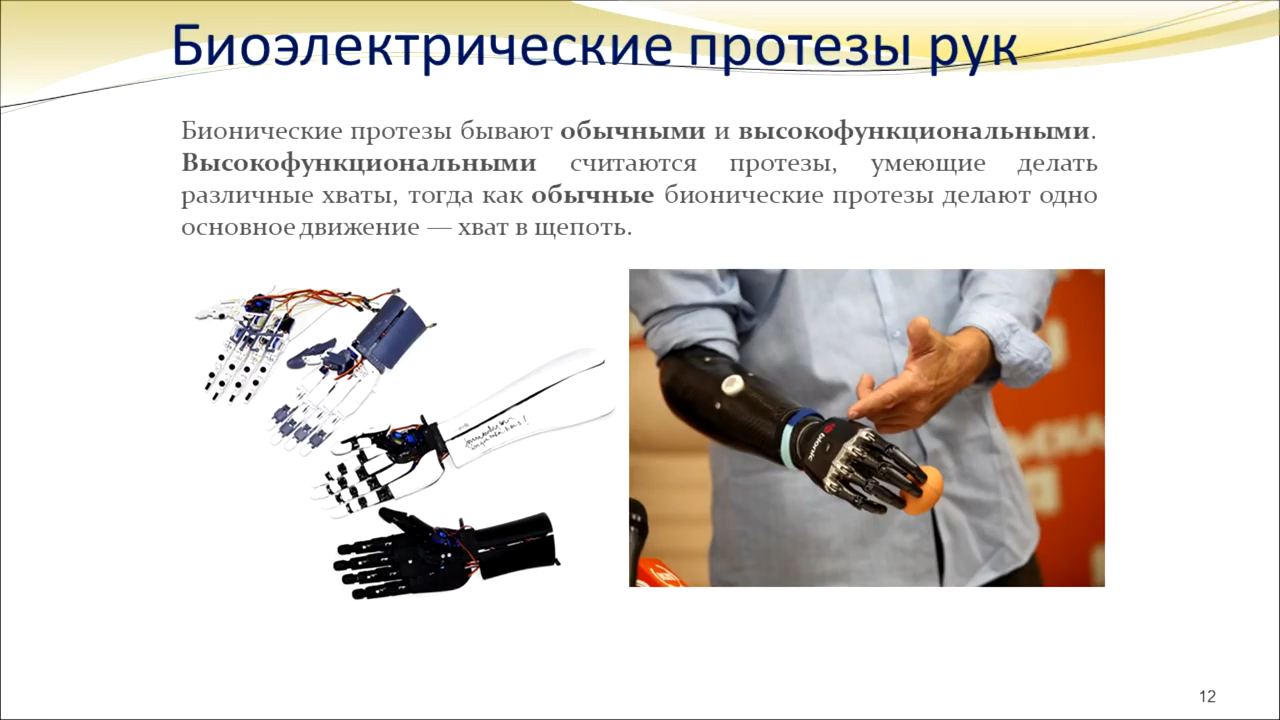 Биоэлектрические протезы рук
Бионические протезы бывают обычными и высокофункциональными.
Высокофункциональными считаются протезы, умеющие делать
различные хваты, тогда как обычные бионические протезы делают одно
основное движение — хват в щепоть.
bionic
12